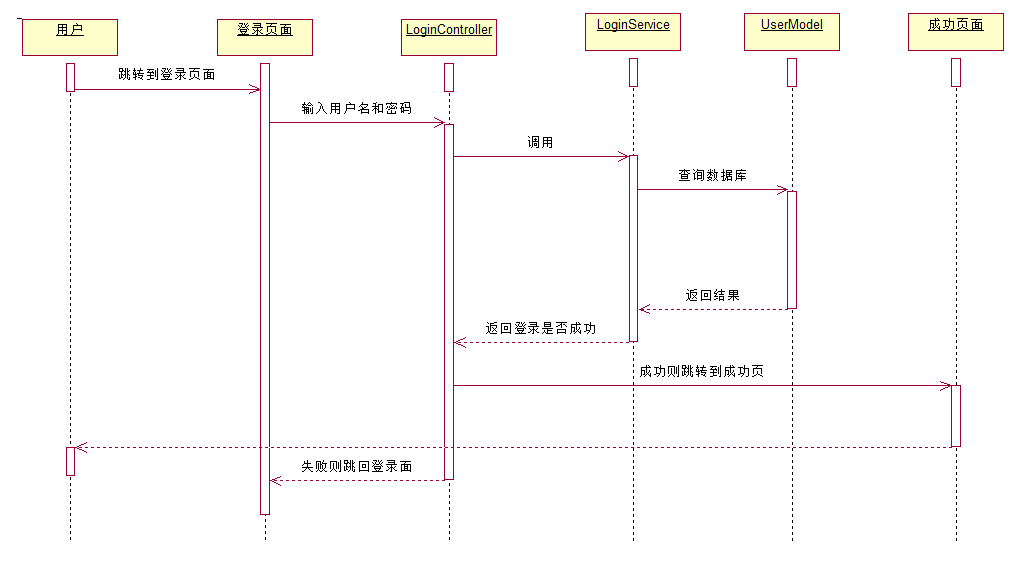 用户
登录页面
LoginController
LoginService
UserModel
成功页面
跳转到登录页面
输入用户名和密码
调用
查询数据库
返回结果
返回登录是否成功
成功则跳转到成功页
失败则跳回登录面